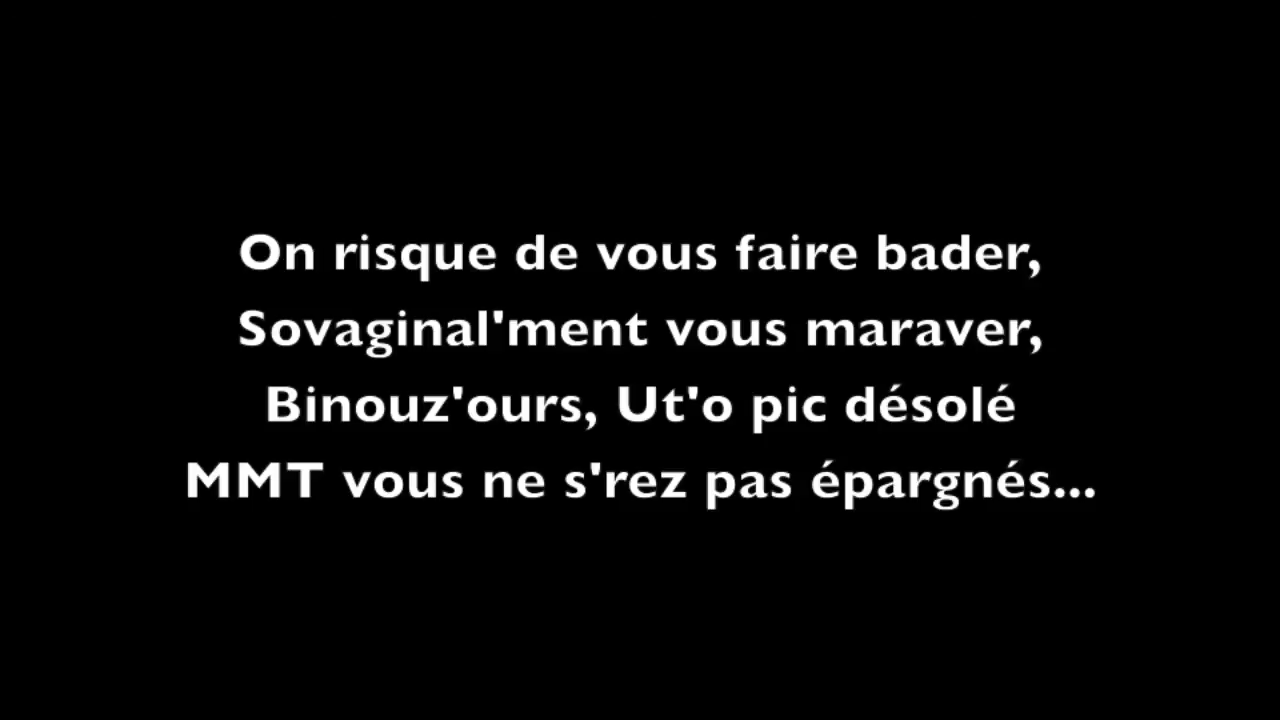 On risque de vous faire bader,
Sovaginal'ment vous maraver,
Binouz'ours, Ut'o pic désolé
MMT vous ne s'rez pas épargnés...